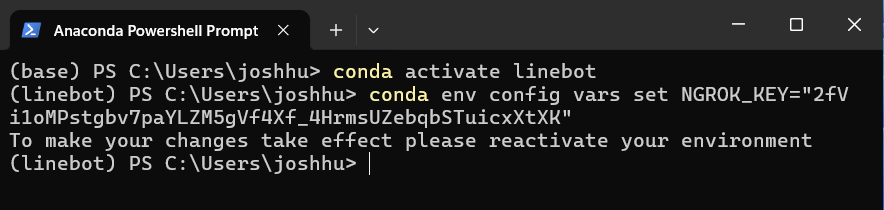 Anaconda Powershell Prompt
(base) PS C:\Users\joshhu> conda activate linebot
(linebot) PS C:\Users\joshhu> conda env config vars set NGROK_KEY="2fV
i1oMPstgbv7paYLZM5gVf4Xf_4HrmsUZebqbSTuicxXtXK"
To make your changes take effect please reactivate your environment
(linebot) PS C:\Users\joshhu>